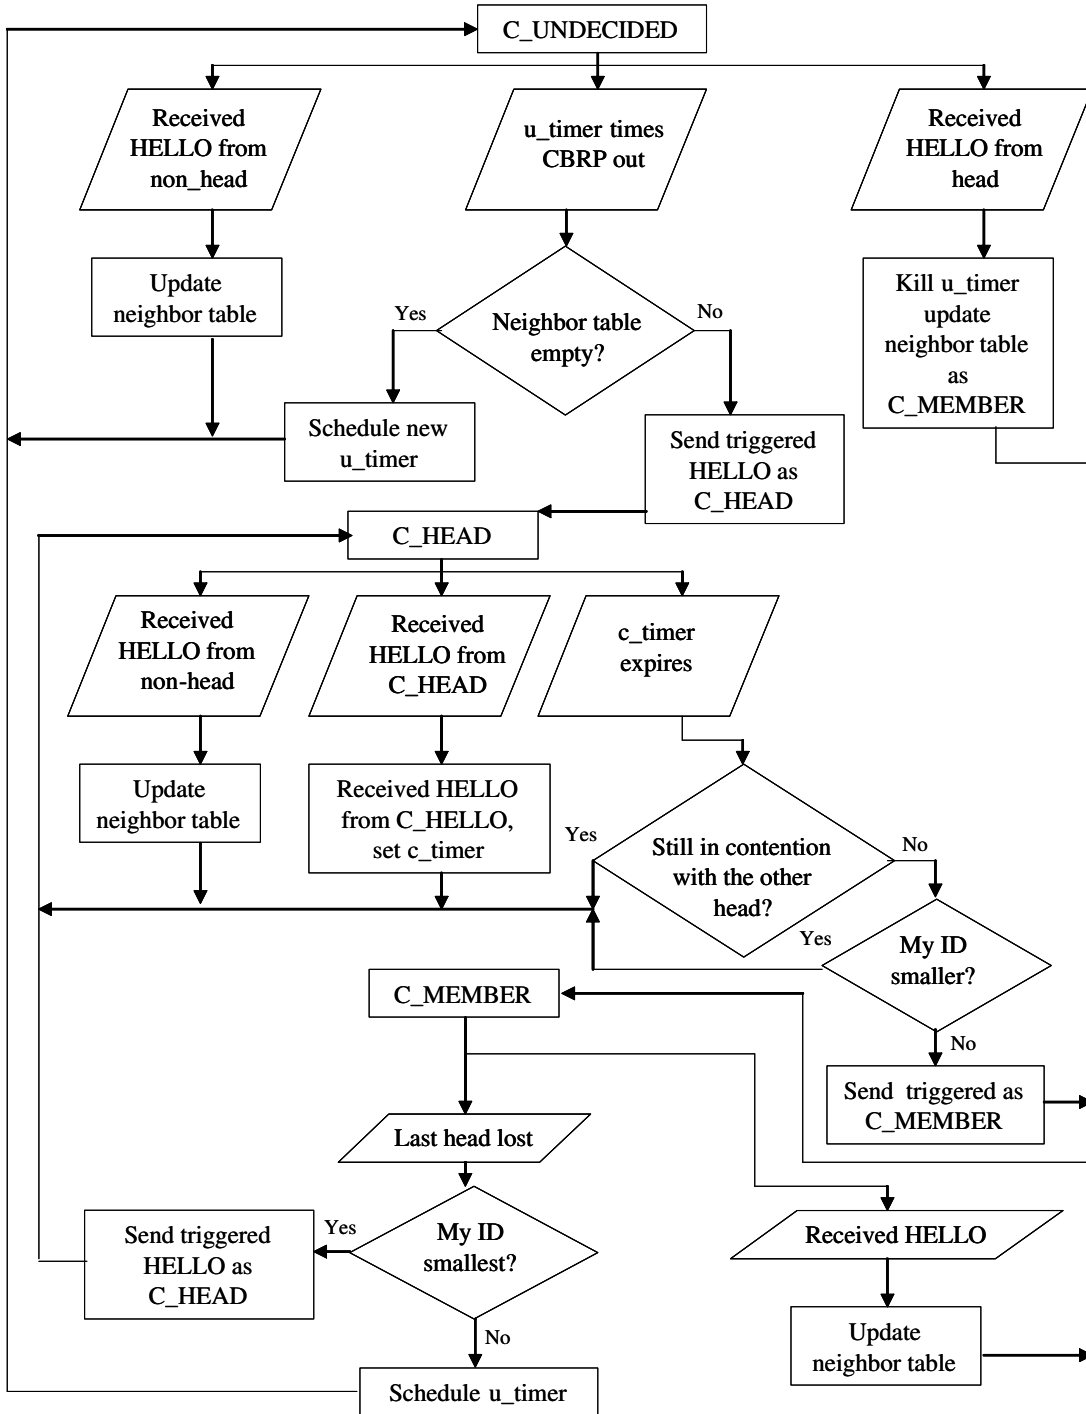 C_UNDECIDED
Received
HELLO from
non_head
u_timer times
CBRP out
Received
HELLO from
head
Update
neighbor table
Yes
Neighbor table
empty?
No
Kill u_timer
update
neighbor table
as
C_MEMBER
Schedule new
u_timer
Send triggered
HELLO as
C_HEAD
C_HEAD
Received
HELLO from
non-head
Received
HELLO from
C_HEAD
c_timer
expires
Update
neighbor table
Received HELLO
from C_HELLO,
set c_timer
Yes
Still in contention
with the other
head?
No
Yes
My ID
smaller?
No
C_MEMBER
Send triggered as
C_MEMBER
Last head lost
Send triggered
HELLO as
C_HEAD
Yes
My ID
smallest?
No
Received HELLO
Update
neighbor table
Schedule u_timer